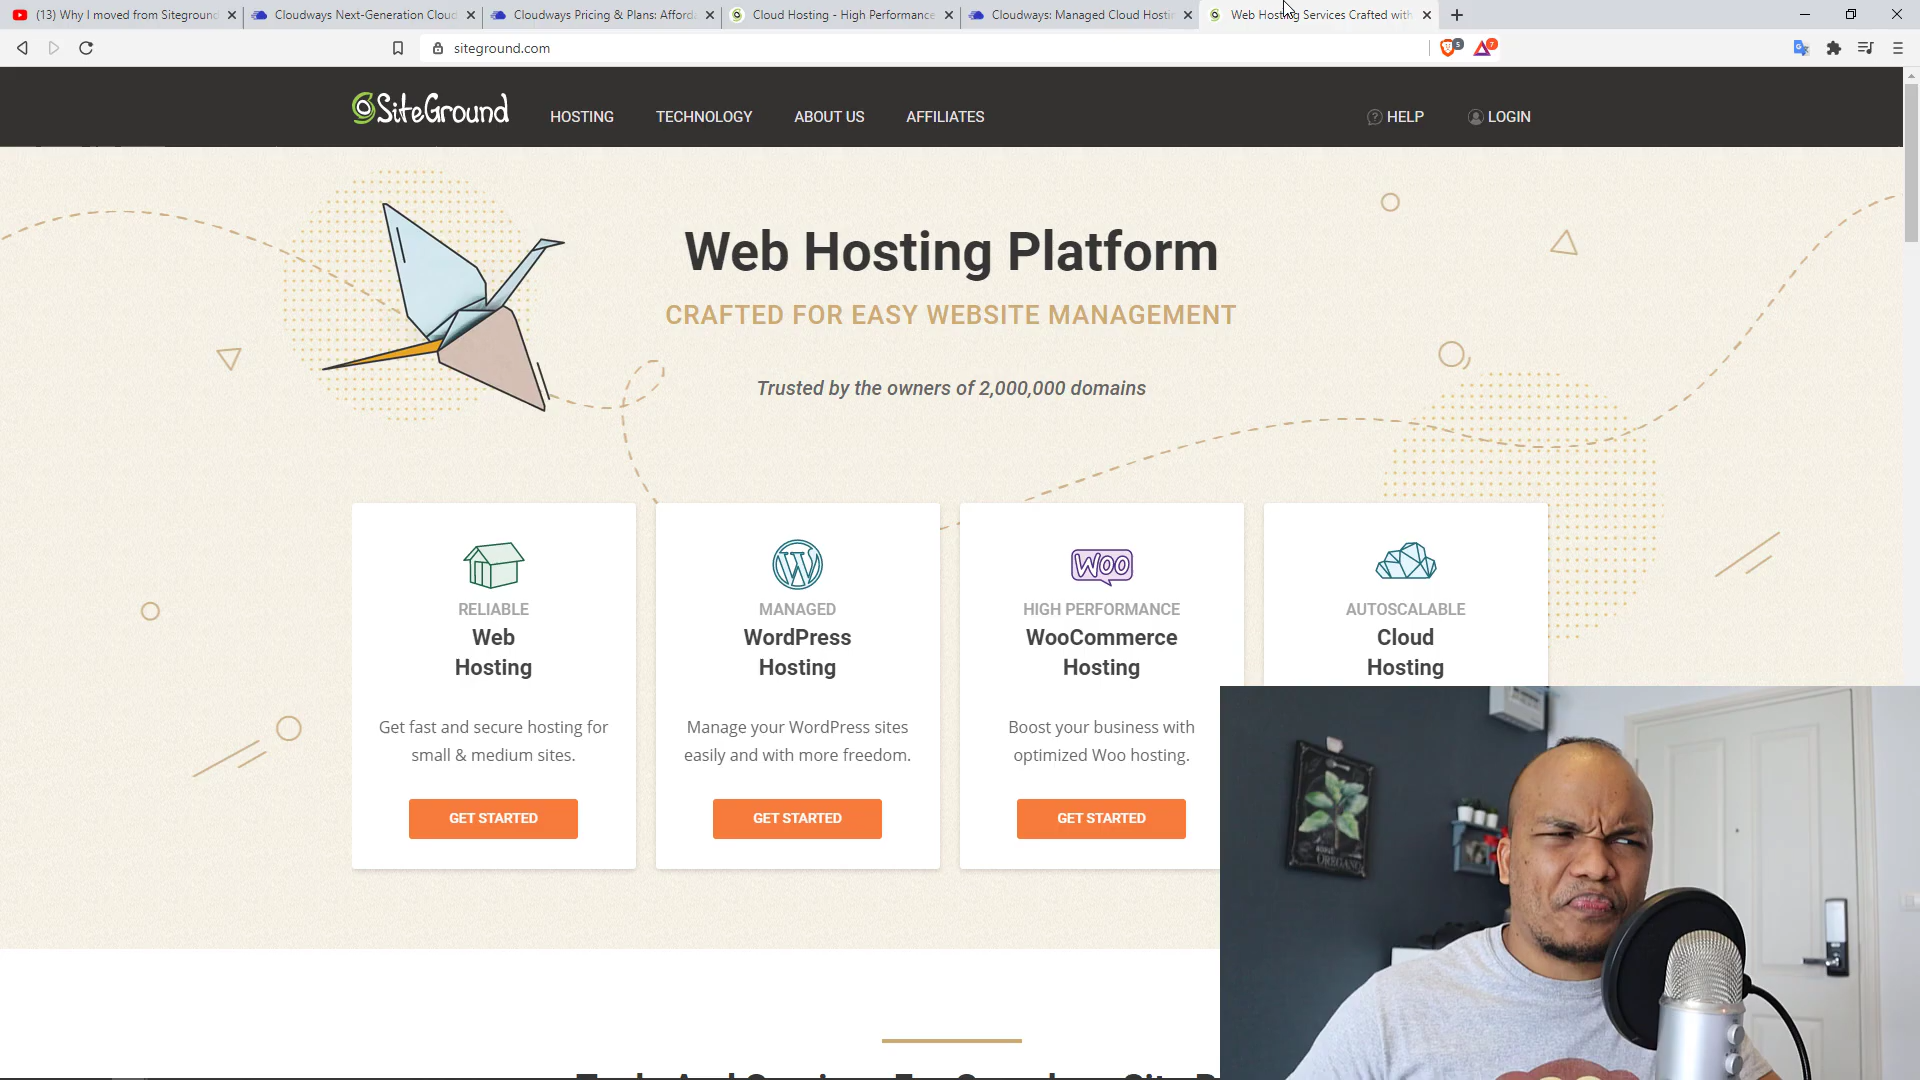 (13) Why I moved from Siteground
Cloudways Next-Generation Cloud
Cloudways Pricing & Plans: Afford
Cloud Hosting - High Performance
Cloudways: Managed Cloud Hostin
Web Hosting Services Crafted with
siteground.com
5
7
SiteGround
HOSTING
TECHNOLOGY
ABOUT US
AFFILIATES
HELP
LOGIN
Web Hosting Platform
CRAFTED FOR EASY WEBSITE MANAGEMENT
Trusted by the owners of 2,000,000 domains
RELIABLE
Web
Hosting
Get fast and secure hosting for
small & medium sites.
GET STARTED
MANAGED
WordPress
Hosting
Manage your WordPress sites
easily and with more freedom.
GET STARTED
WOO
HIGH PERFORMANCE
WooCommerce
Hosting
Boost your business with
optimized Woo hosting.
GET STARTED
AUTOSCALABLE
Cloud
Hosting
OREGANO